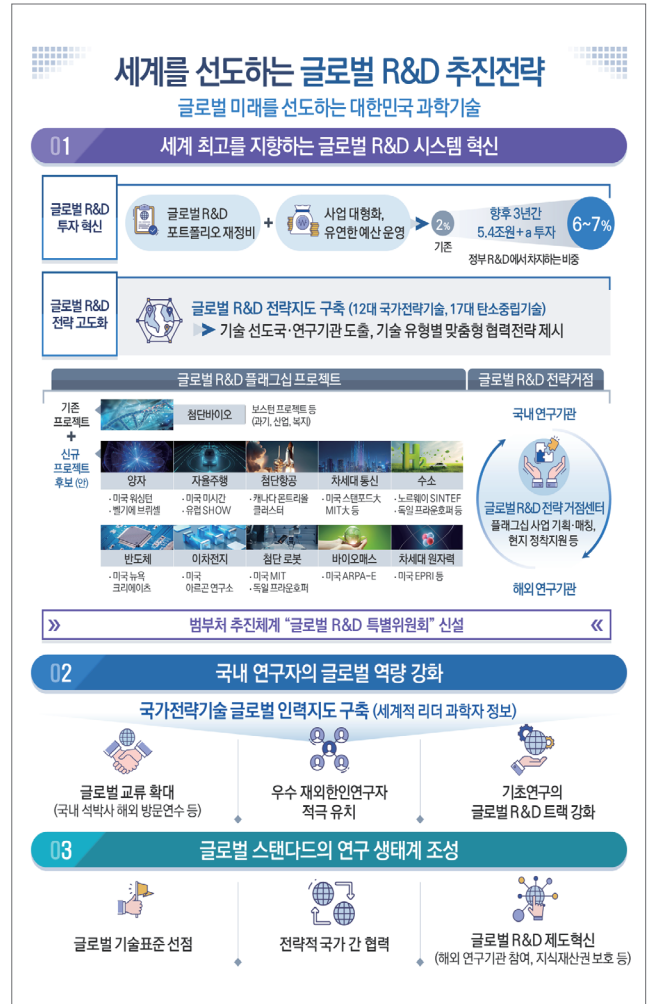 세계를 선도하는 글로벌 R&D 추진전략
글로벌 미래를 선도하는 대한민국 과학기술
01 세계 최고를 지향하는 글로벌 R&D 시스템 혁신
글로벌 R&D
투자 혁신
글로벌 R&D
포트폴리오 재정비
+
사업 대형화,
유연한 예산 운영
2%
기존
향후 3년간
5.4조원+a 투자
6~7%
정부 R&D에서 차지하는 비중
글로벌 R&D
전략 고도화
글로벌 R&D 전략지도 구축 (12대 국가전략기술, 17대 탄소중립기술)
기술 선도국·연구기관 도출, 기술 유형별 맞춤형 협력전략 제시
글로벌 R&D 플래그십 프로젝트
글로벌 R&D 전략거점
기존
프로젝트
+
신규
프로젝트
후보 (안)
첨단바이오
보스턴 프로젝트 등
(과기, 산업, 복지)
양자
· 미국 워싱턴
· 벨기에 브뤼셀
자율주행
· 미국 미시간
· 유럽 SHOW
첨단항공
· 캐나다 몬트리올
클러스터
차세대 통신
· 미국 스탠포드大
MIT大 등
수소
· 노르웨이 SINTEF
· 독일 프라운호퍼 등
반도체
· 미국 뉴욕
크리에이츠
이차전지
· 미국
아르곤 연구소
첨단 로봇
· 미국 MIT
· 독일 프라운호퍼
바이오매스
· 미국 ARPA-E
차세대 원자력
· 미국 EPRI 등
국내 연구기관
글로벌 R&D 전략 거점센터
플래그십 사업 기획·매칭,
현지 정착지원 등
해외 연구기관
범부처 추진체계 “글로벌 R&D 특별위원회” 신설
02 국내 연구자의 글로벌 역량 강화
국가전략기술 글로벌 인력지도 구축 (세계적 리더 과학자 정보)
글로벌 교류 확대
(국내 석박사 해외 방문연수 등)
우수 재외한인연구자
적극 유치
기초연구의
글로벌 R&D 트랙 강화
03 글로벌 스탠다드의 연구 생태계 조성
글로벌 기술표준 선점
전략적 국가 간 협력
글로벌 R&D 제도혁신
(해외 연구기관 참여, 지식재산권 보호 등)